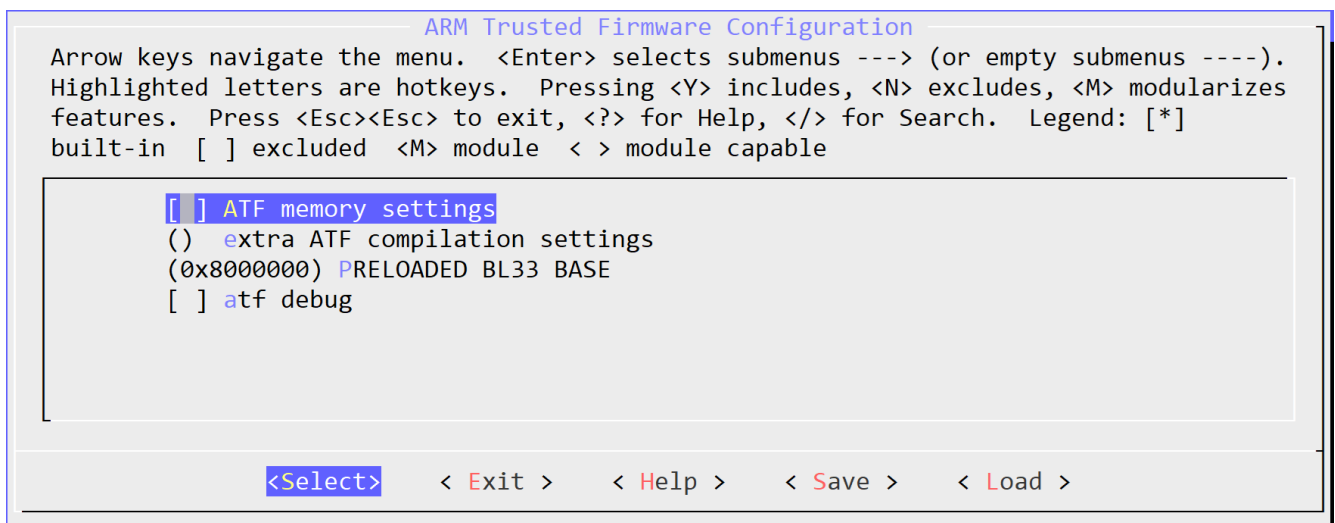 ARM Trusted Firmware Configuration
Arrow keys navigate the menu.  <Enter> selects submenus ---> (or empty submenus ----).
Highlighted letters are hotkeys.  Pressing <Y> includes, <N> excludes, <M> modularizes
features.  Press <Esc><Esc> to exit, <?> for Help, </> for Search.  Legend: [*]
built-in  [ ] excluded  <M> module  < > module capable
[ ] ATF memory settings
()  extra ATF compilation settings
(0x8000000) PRELOADED BL33 BASE
[ ] atf debug
<Select>    < Exit >    < Help >    < Save >    < Load >